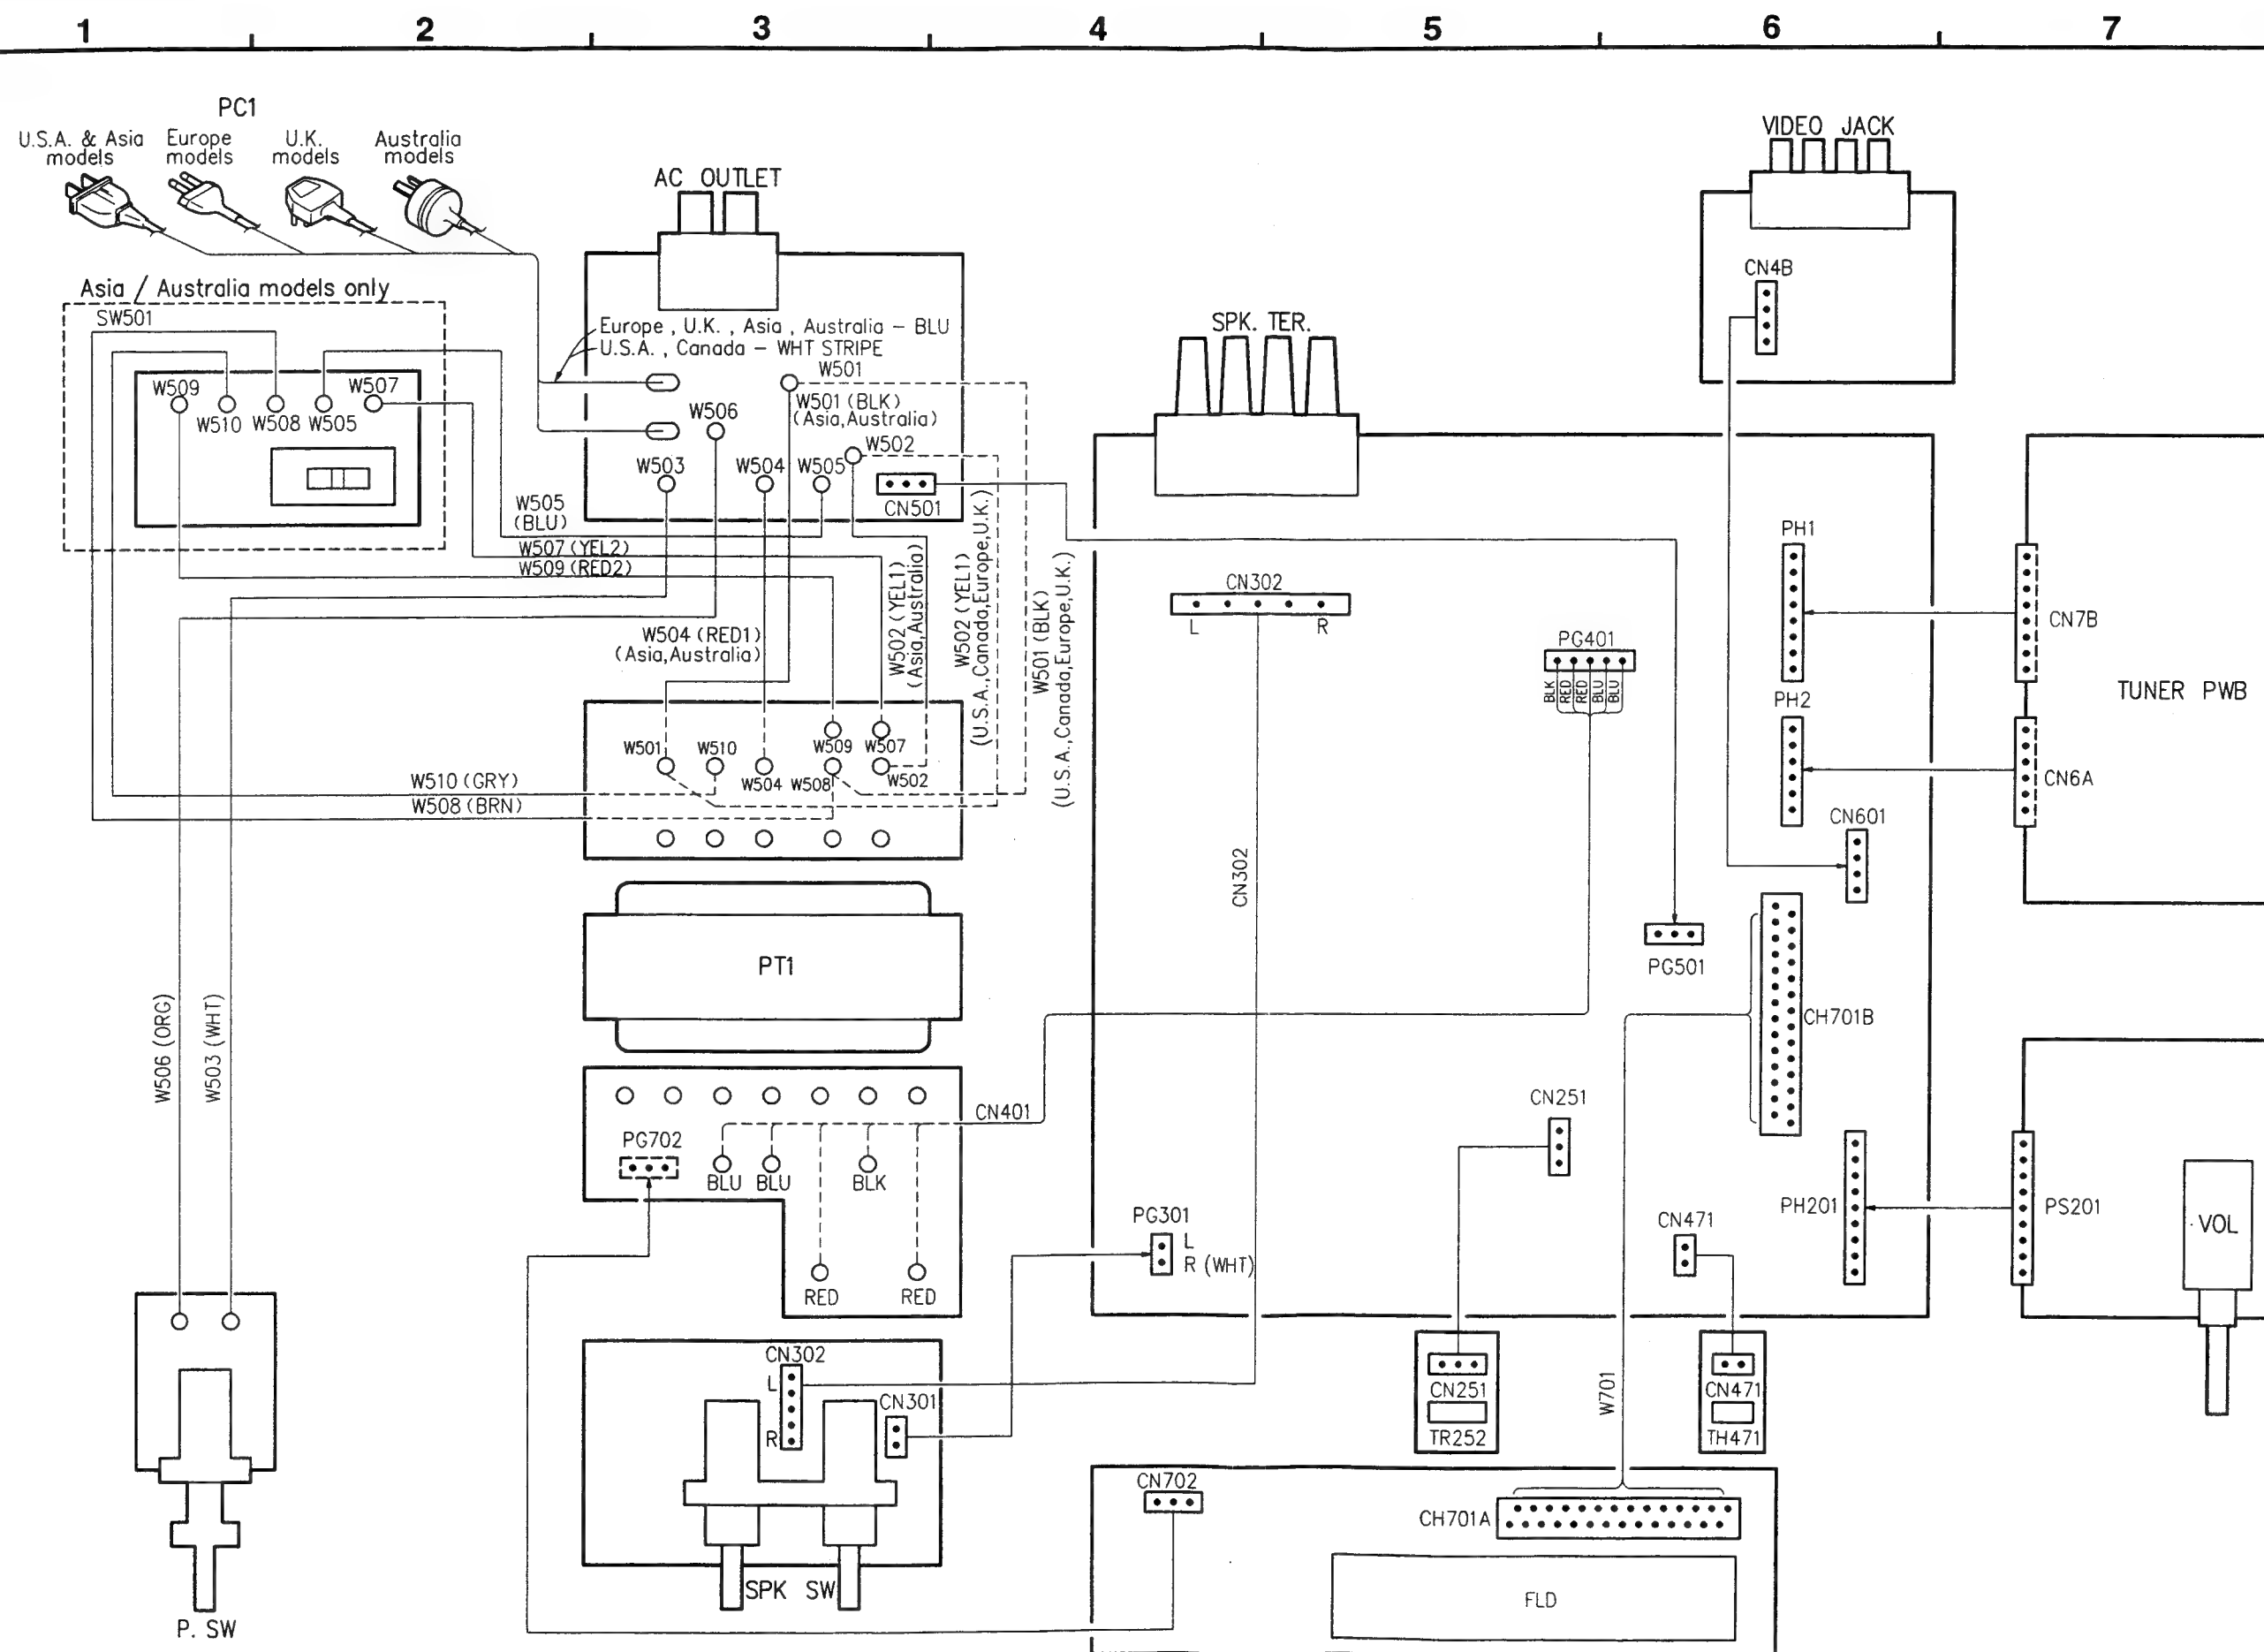 1 2 3 4 5 6 7
PC1
U.S.A. & Asia
models
Europe
models
U.K.
models
Australia
models
AC OUTLET
VIDEO JACK
CN4B
Asia / Australia models only
SW501
W509
W510
W508
W505
W507
Europe , U.K. , Asia , Australia – BLU
U.S.A. , Canada – WHT STRIPE
W501
W501 (BLK)
(Asia,Australia)
W506
W502
W503
W504
W505
CN501
SPK. TER.
W505
(BLU)
W507 (YEL2)
W509 (RED2)
W504 (RED1)
(Asia,Australia)
W502 (YEL1)
(Asia,Australia)
W502 (YEL1)
(U.S.A.,Canada,Europe,U.K.)
W501 (BLK)
(U.S.A.,Canada,Europe,U.K.)
CN302
L
R
PG401
BLK
RED
RED
BLU
BLU
PH1
CN7B
TUNER PWB
PH2
CN6A
CN601
W501
W510
W504
W509
W508
W507
W502
W510 (GRY)
W508 (BRN)
CN302
PT1
PG501
CH701B
W506 (ORG)
W503 (WHT)
CN401
PG702
BLU
BLU
BLK
RED
RED
CN251
PG301
L
R (WHT)
CN471
PH201
PS201
VOL
CN302
L
R
CN301
SPK SW
P. SW
CN251
TR252
CN471
TH471
W701
CN702
CH701A
FLD